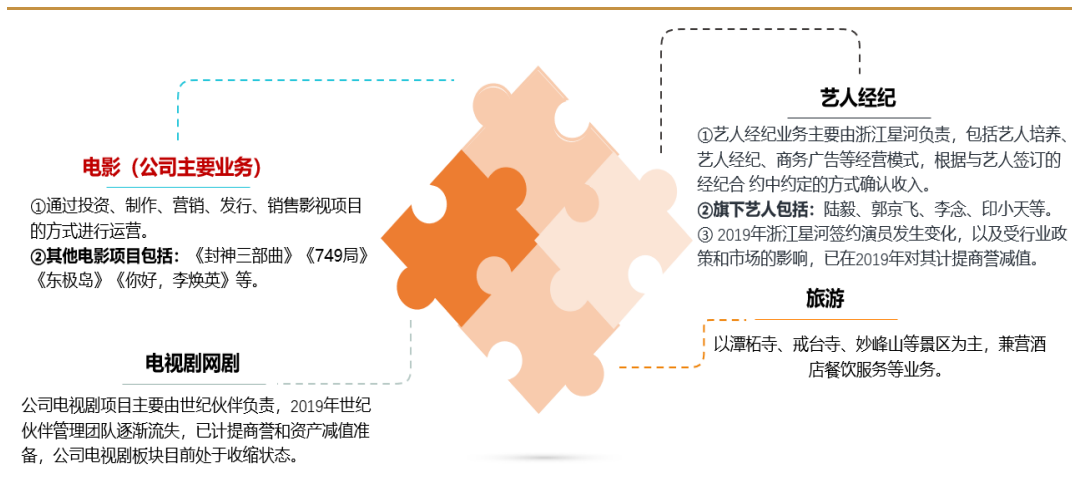 电影（公司主要业务）
①通过投资、制作、营销、发行、销售影视项目
的方式进行运营。
②其他电影项目包括：《封神三部曲》《749局》
《东极岛》《你好，李焕英》等。
电视剧网剧
公司电视剧项目主要由世纪伙伴负责，2019年世纪
伙伴管理团队逐渐流失，已计提商誉和资产减值准
备，公司电视剧板块目前处于收缩状态。
艺人经纪
①艺人经纪业务主要由浙江星河负责，包括艺人培养、
艺人经纪、商务广告等经营模式，根据与艺人签订的
经纪合 约中约定的方式确认收入。
②旗下艺人包括：陆毅、郭京飞、李念、印小天等。
③ 2019年浙江星河签约演员发生变化，以及受行业政
策和市场的影响，已在2019年对其计提商誉减值。
旅游
以潭柘寺、戒台寺、妙峰山等景区为主，兼营酒
店餐饮服务等业务。